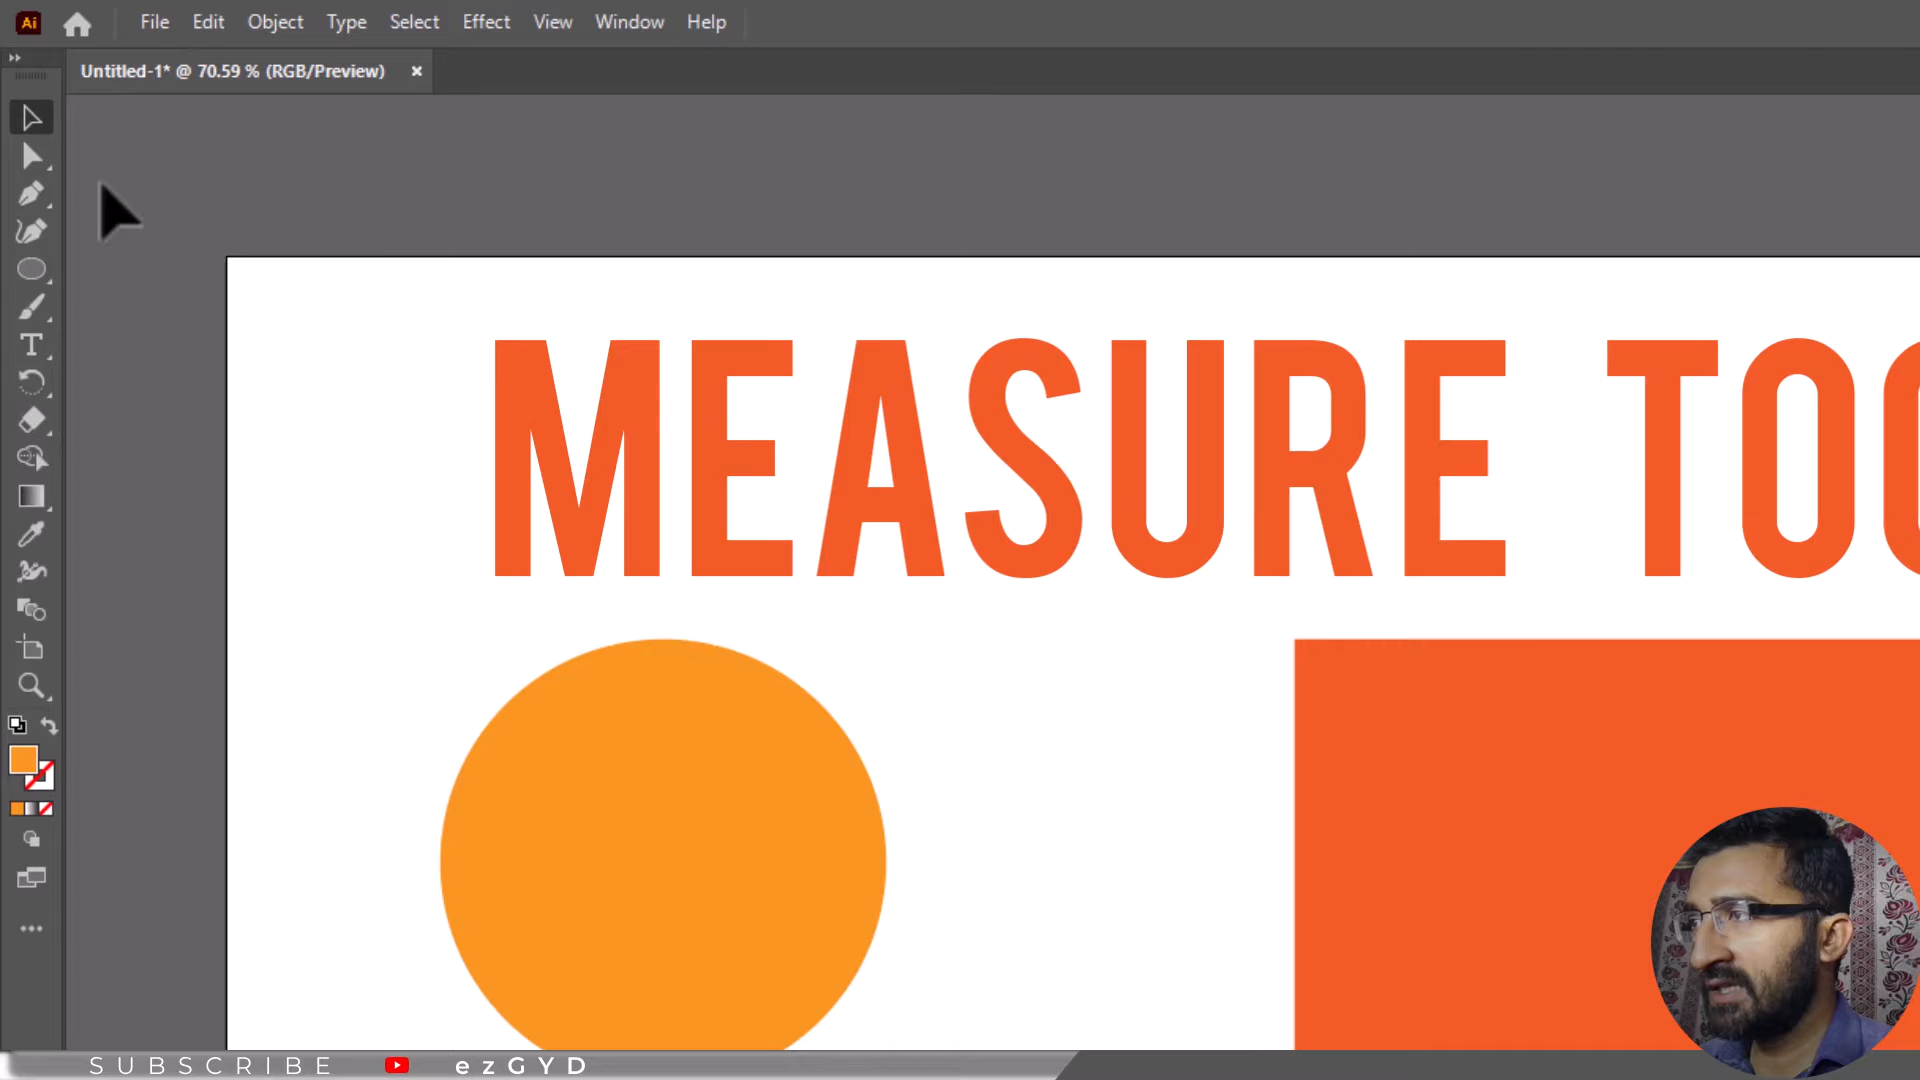 Ai File Edit Object Type Select Effect View Window Help
Untitled-1* @ 70.59 % (RGB/Preview) ×
T
MEASURE TOO
SUBSCRIBE ezGYD